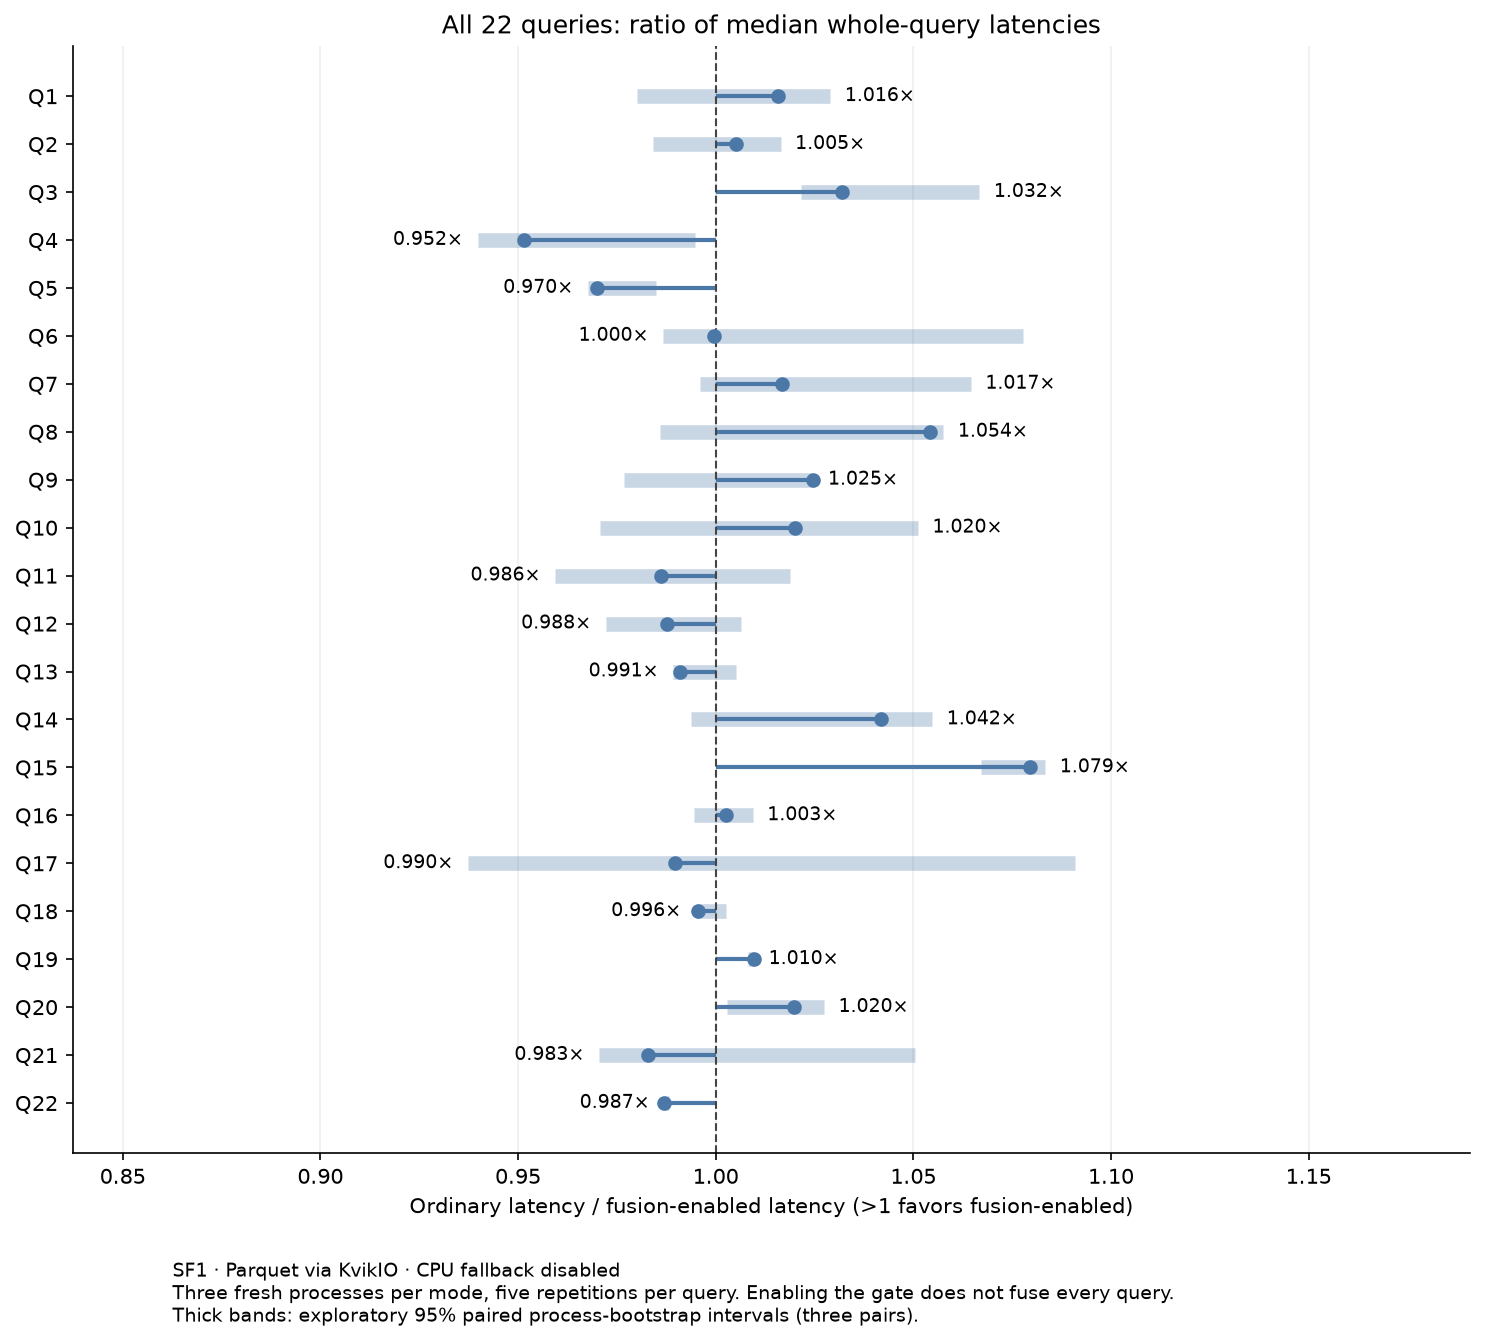 All 22 queries: ratio of median whole-query latencies
Q1 1.016×
Q2 1.005×
Q3 1.032×
Q4 0.952×
Q5 0.970×
Q6 1.000×
Q7 1.017×
Q8 1.054×
Q9 1.025×
Q10 1.020×
Q11 0.986×
Q12 0.988×
Q13 0.991×
Q14 1.042×
Q15 1.079×
Q16 1.003×
Q17 0.990×
Q18 0.996×
Q19 1.010×
Q20 1.020×
Q21 0.983×
Q22 0.987×
0.85 0.90 0.95 1.00 1.05 1.10 1.15
Ordinary latency / fusion-enabled latency (>1 favors fusion-enabled)
SF1 · Parquet via KvikIO · CPU fallback disabled
Three fresh processes per mode, five repetitions per query. Enabling the gate does not fuse every query.
Thick bands: exploratory 95% paired process-bootstrap intervals (three pairs).